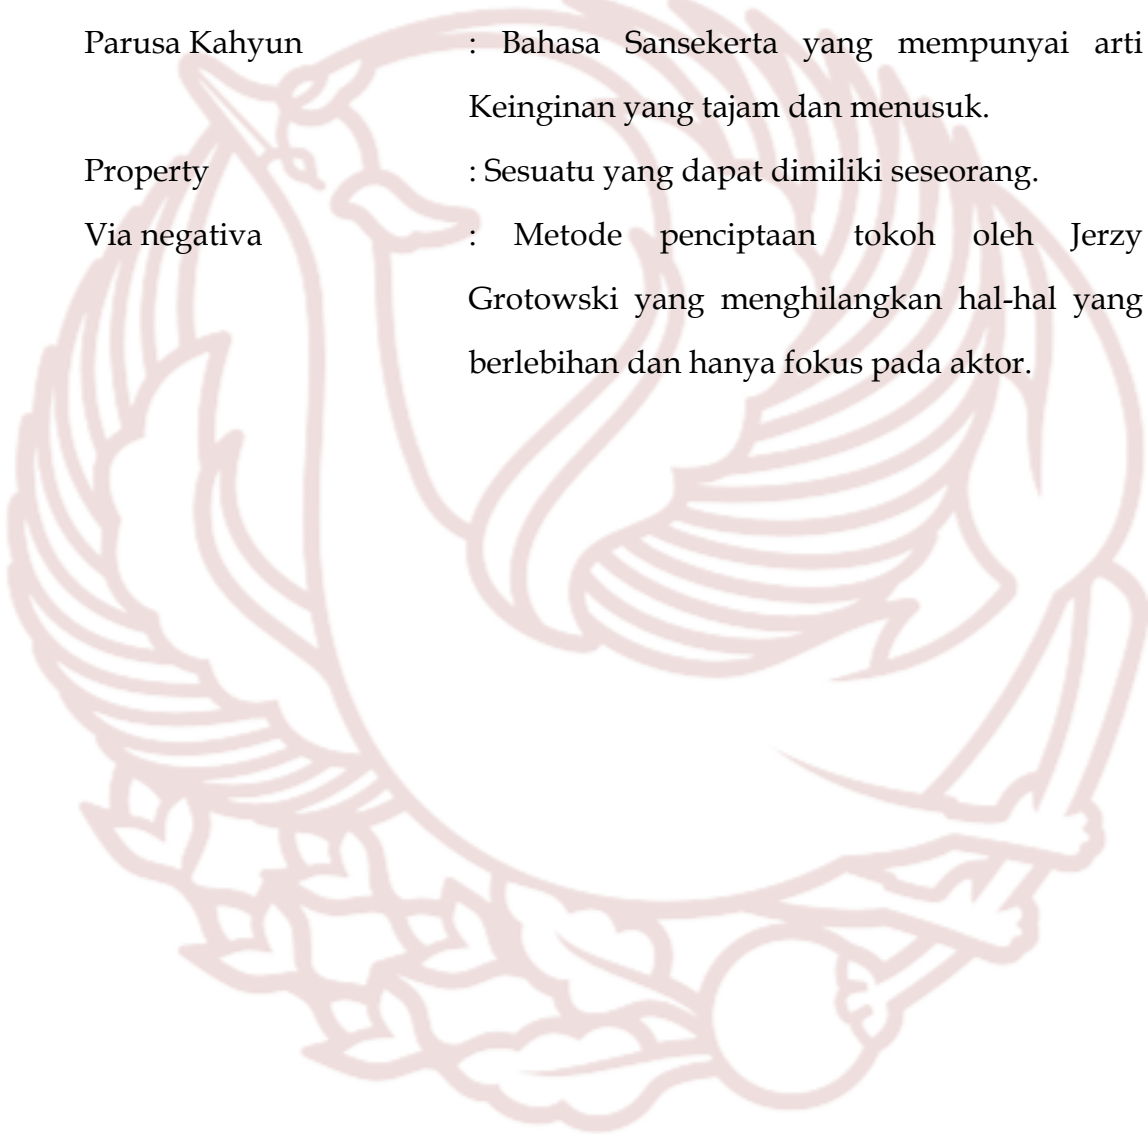 Parusa Kahyun : Bahasa Sansekerta yang mempunyai arti
Keinginan yang tajam dan menusuk.
Property : Sesuatu yang dapat dimiliki seseorang.
Via negativa : Metode penciptaan tokoh oleh Jerzy
Grotowski yang menghilangkan hal-hal yang
berlebihan dan hanya fokus pada aktor.